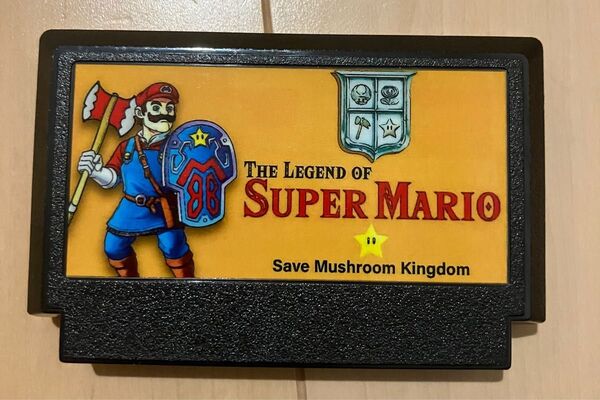 THE LEGEND OF
SUPER MARIO
Save Mushroom Kingdom